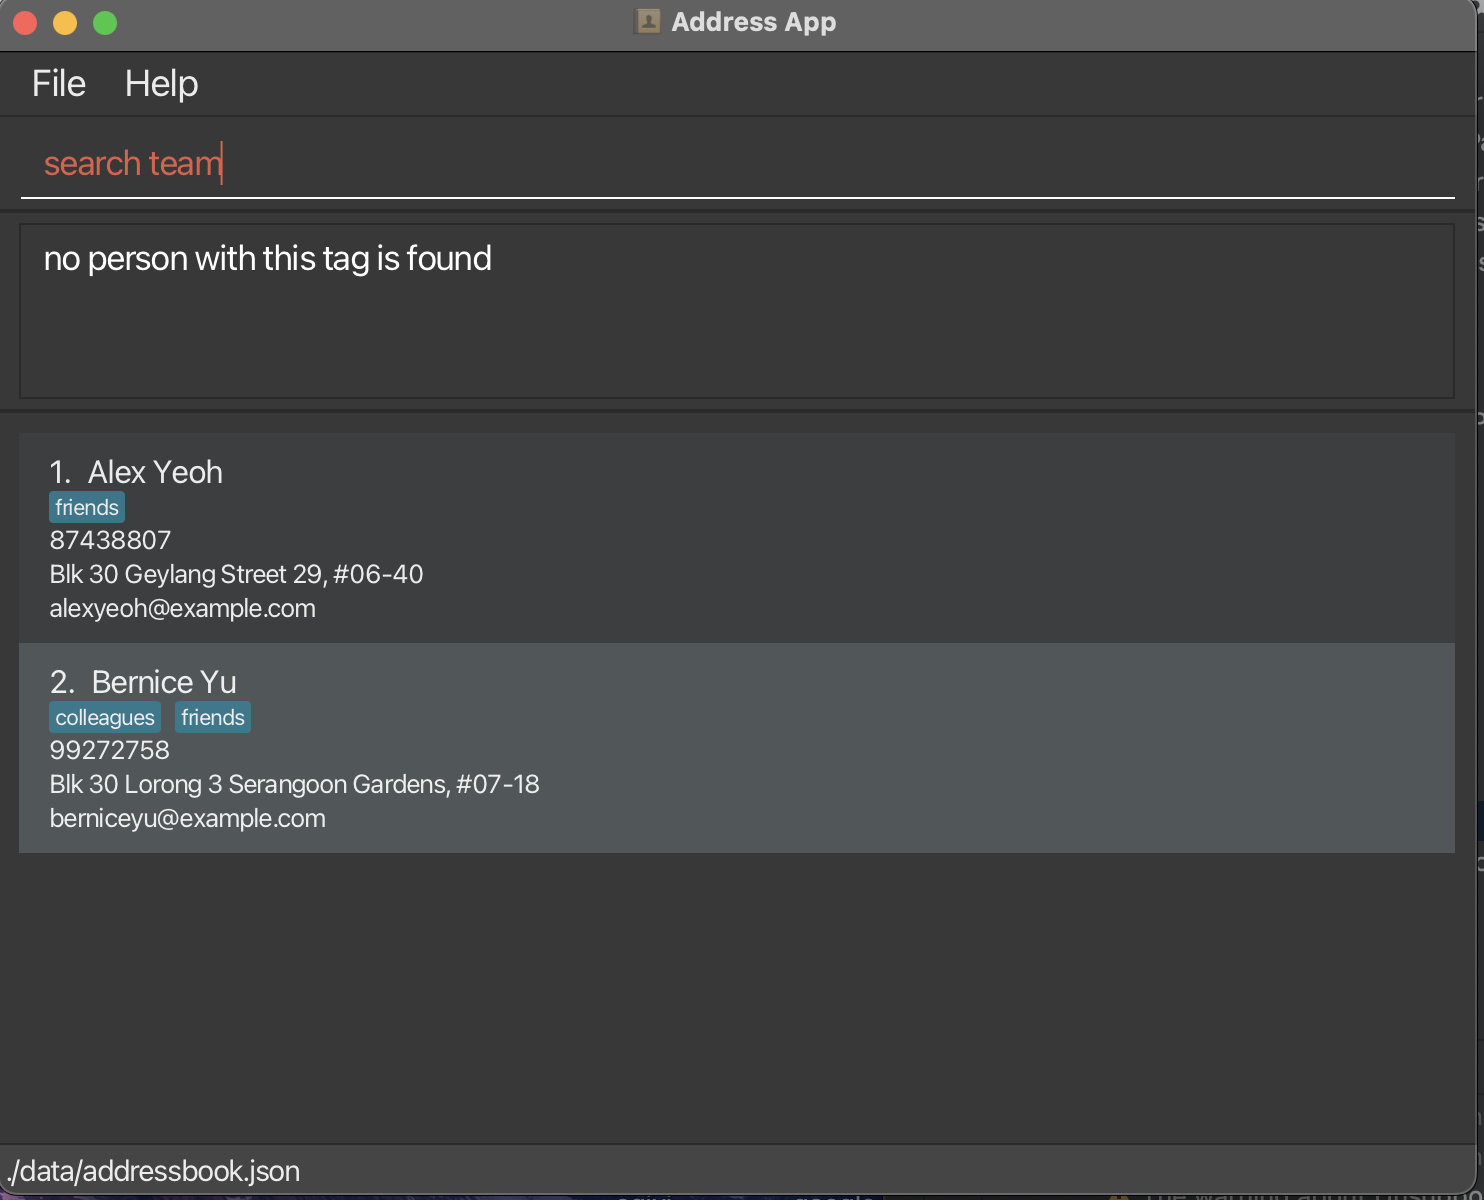 Address App
File Help
search team
no person with this tag is found
1. Alex Yeoh
friends
87438807
Blk 30 Geylang Street 29, #06-40
alexyeoh@example.com
2. Bernice Yu
colleagues friends
99272758
Blk 30 Lorong 3 Serangoon Gardens, #07-18
berniceyu@example.com
./data/addressbook.json